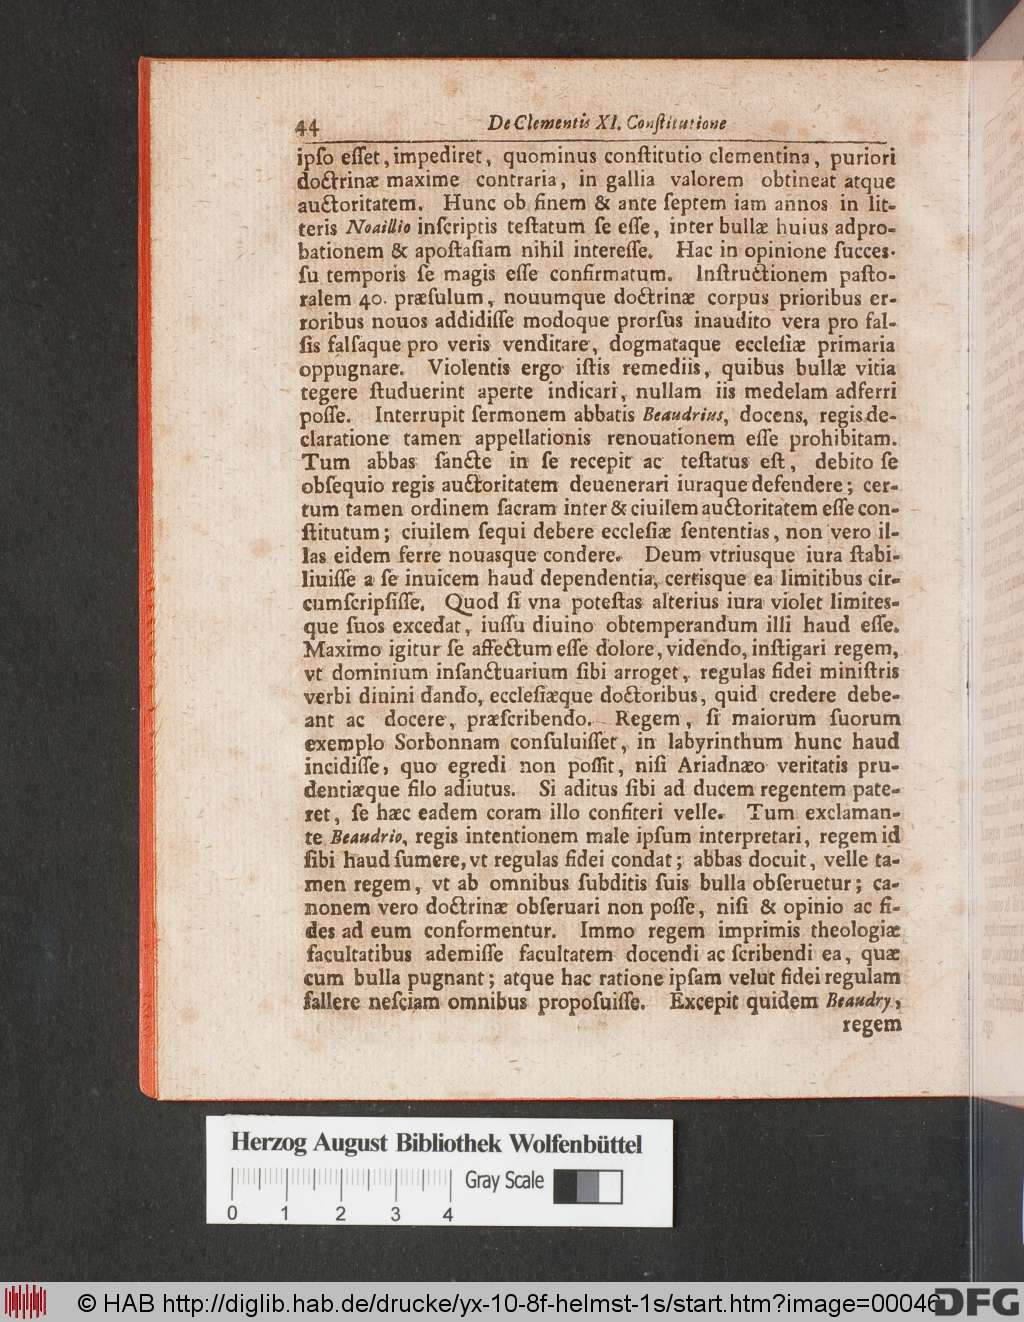 44 De Clementis XI. Conſtitutione
ipſo eſſet, impediret, quominus conſtitutio clementina, puriori
doctrinæ maxime contraria, in gallia valorem obtineat atque
auctoritatem. Hunc ob finem & ante ſeptem iam annos in lit-
teris Noaillio inſcriptis teſtatum ſe eſſe, inter bullæ huius adpro-
bationem & apoſtaſiam nihil intereſſe. Hac in opinione ſucces-
ſu temporis ſe magis eſſe confirmatum. Inſtructionem paſto-
ralem 40. præſulum, nouumque doctrinæ corpus prioribus er-
roribus nouos addidiſſe modoque prorſus inaudito vera pro fal-
ſis falſaque pro veris venditare, dogmataque eccleſiæ primaria
oppugnare. Violentis ergo iſtis remediis, quibus bullæ vitia
tegere ſtuduerint aperte indicari, nullam iis medelam adferri
poſſe. Interrupit ſermonem abbatis Beaudrius, docens, regis de-
claratione tamen appellationis renouationem eſſe prohibitam.
Tum abbas ſancte in ſe recepit ac teſtatus eſt, debito ſe
obſequio regis auctoritatem deuenerari iuraque defendere; cer-
tum tamen ordinem ſacram inter & ciuilem auctoritatem eſſe con-
ſtitutum; ciuilem ſequi debere eccleſiæ ſententias, non vero il-
las eidem ferre nouasque condere. Deum vtriusque iura ſtabi-
liuiſſe a ſe inuicem haud dependentia, certisque ea limitibus cir-
cumſcripſiſſe. Quod ſi vna poteſtas alterius iura violet limites-
que ſuos excedat, iuſſu diuino obtemperandum illi haud eſſe.
Maximo igitur ſe affectum eſſe dolore, videndo, inſtigari regem,
vt dominium inſanctuarium ſibi arroget, regulas fidei miniſtris
verbi diuini dando, eccleſiæque doctoribus, quid credere debe-
ant ac docere, præſcribendo. Regem, ſi maiorum ſuorum
exemplo Sorbonnam conſuluiſſet, in labyrinthum hunc haud
incidiſſe, quo egredi non poſſit, niſi Ariadnæo veritatis pru-
dentiæque filo adiutus. Si aditus ſibi ad ducem regentem pate-
ret, ſe hæc eadem coram illo confiteri velle. Tum exclaman-
te Beaudrio, regis intentionem male ipſum interpretari, regem id
ſibi haud ſumere, vt regulas fidei condat; abbas docuit, velle ta-
men regem, vt ab omnibus ſubditis ſuis bulla obſeruetur; ca-
nonem vero doctrinæ obſeruari non poſſe, niſi & opinio ac fi-
des ad eum conformentur. Immo regem imprimis theologiæ
facultatibus ademiſſe facultatem docendi ac ſcribendi ea, quæ
cum bulla pugnant; atque hac ratione ipſam velut fidei regulam
fallere neſciam omnibus propoſuiſſe. Excepit quidem Beaudry,
regem
Herzog August Bibliothek Wolfenbüttel
Gray Scale
0 1 2 3 4
© HAB http://diglib.hab.de/drucke/yx-10-8f-helmst-1s/start.htm?image=00046
DFG